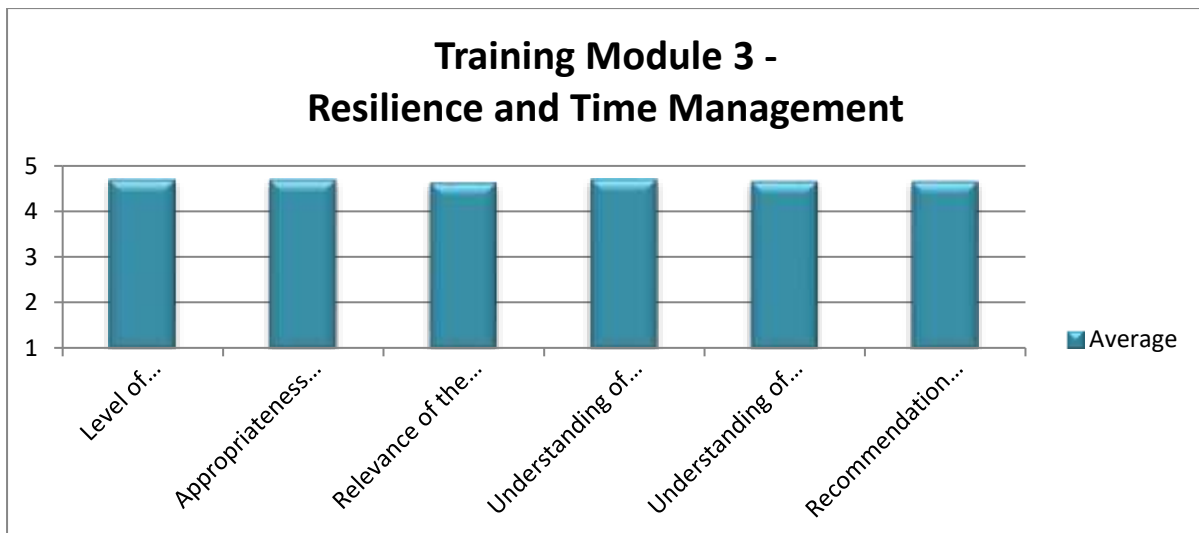 Training Module 3 -
Resilience and Time Management
5
4
3
2
1
Level of...
Appropriateness...
Relevance of the...
Understanding of...
Understanding of...
Recommendation...
Average